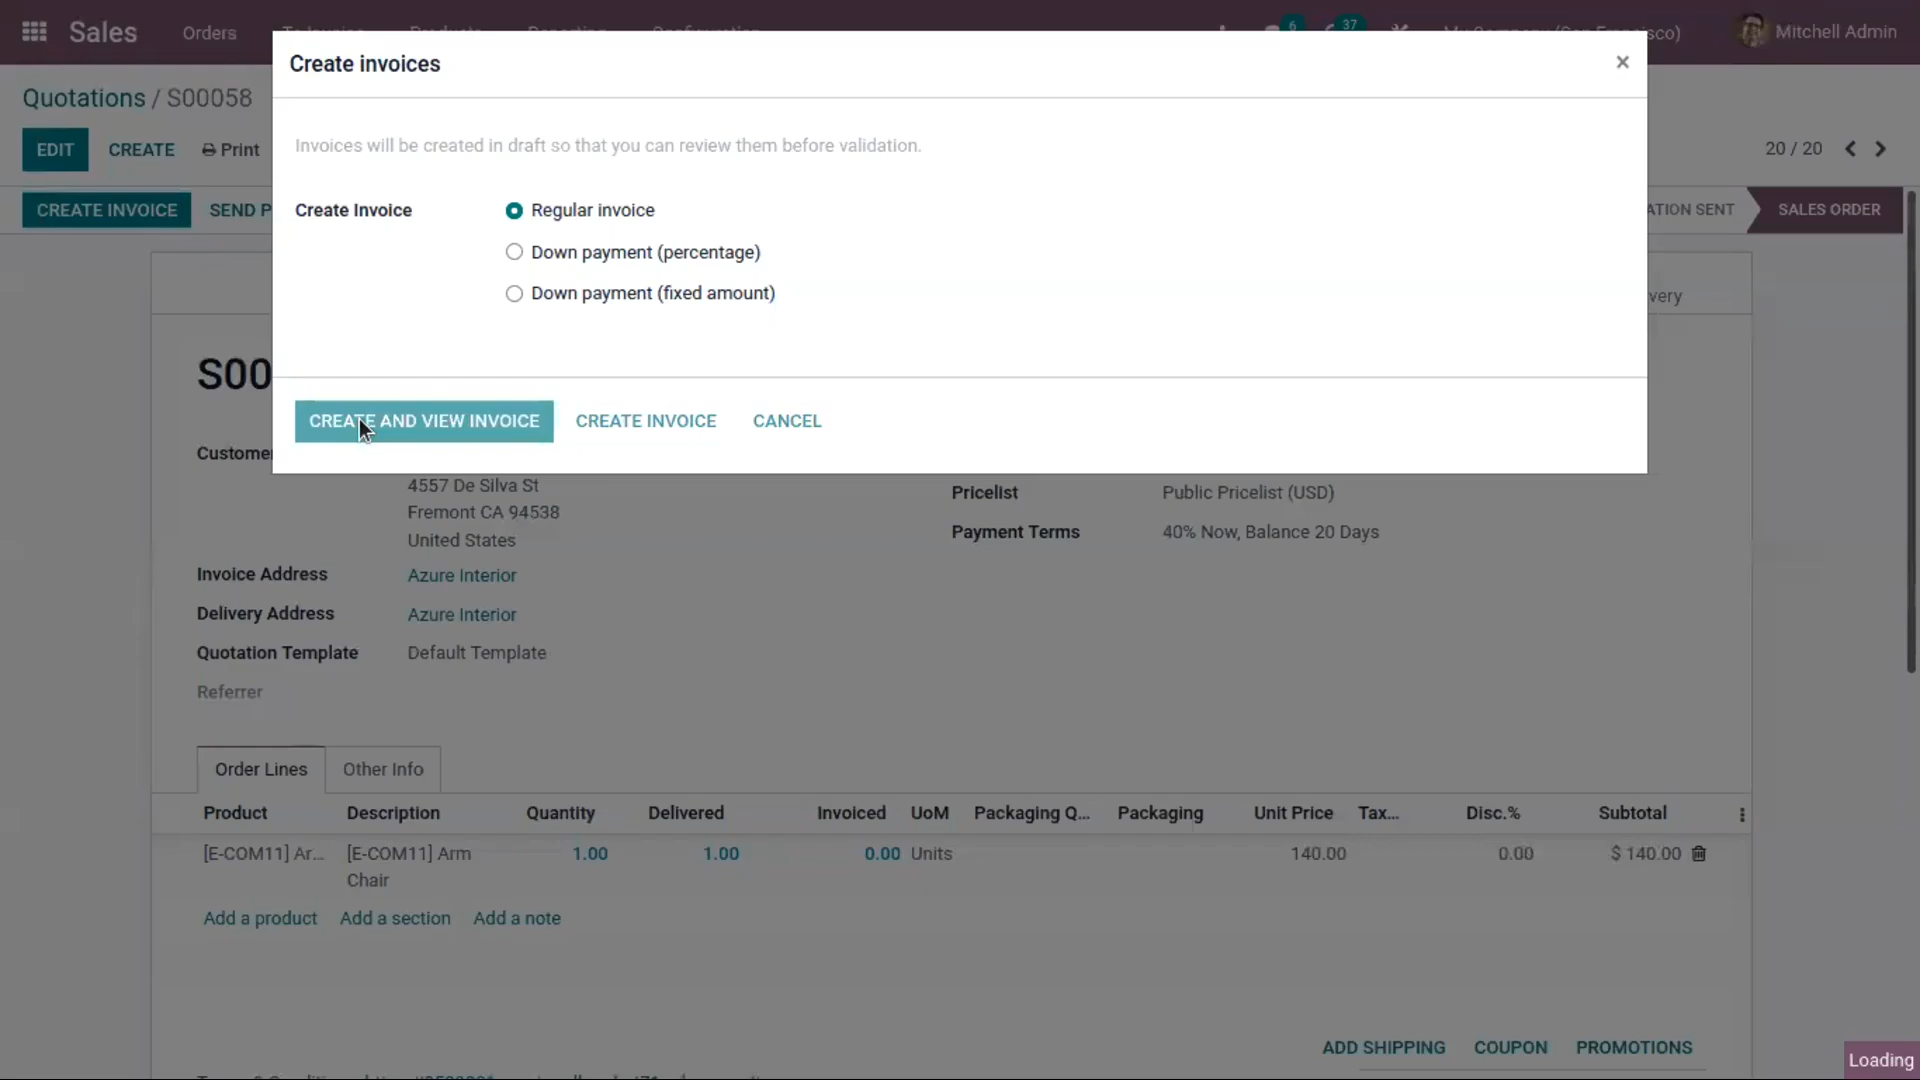 Sales
Orders
6
37
Mitchell Admin
Create invoices
×
Quotations / S00058
Invoices will be created in draft so that you can review them before validation.
EDIT CREATE Print
20 / 20
CREATE INVOICE SEND P
Create Invoice
Regular invoice
ATION SENT
SALES ORDER
Down payment (percentage)
Down payment (fixed amount)
very
S00
CREATE AND VIEW INVOICE CREATE INVOICE CANCEL
Custome
4557 De Silva St
Fremont CA 94538
United States
Pricelist Public Pricelist (USD)
Payment Terms 40% Now, Balance 20 Days
Invoice Address Azure Interior
Delivery Address Azure Interior
Quotation Template Default Template
Referrer
Order Lines Other Info
Product Description Quantity Delivered Invoiced UoM Packaging Q... Packaging Unit Price Tax... Disc.% Subtotal
[E-COM11] Ar... [E-COM11] Arm 1.00 1.00 0.00 Units 140.00 0.00 $ 140.00
Chair
Add a product Add a section Add a note
ADD SHIPPING COUPON PROMOTIONS
Loading